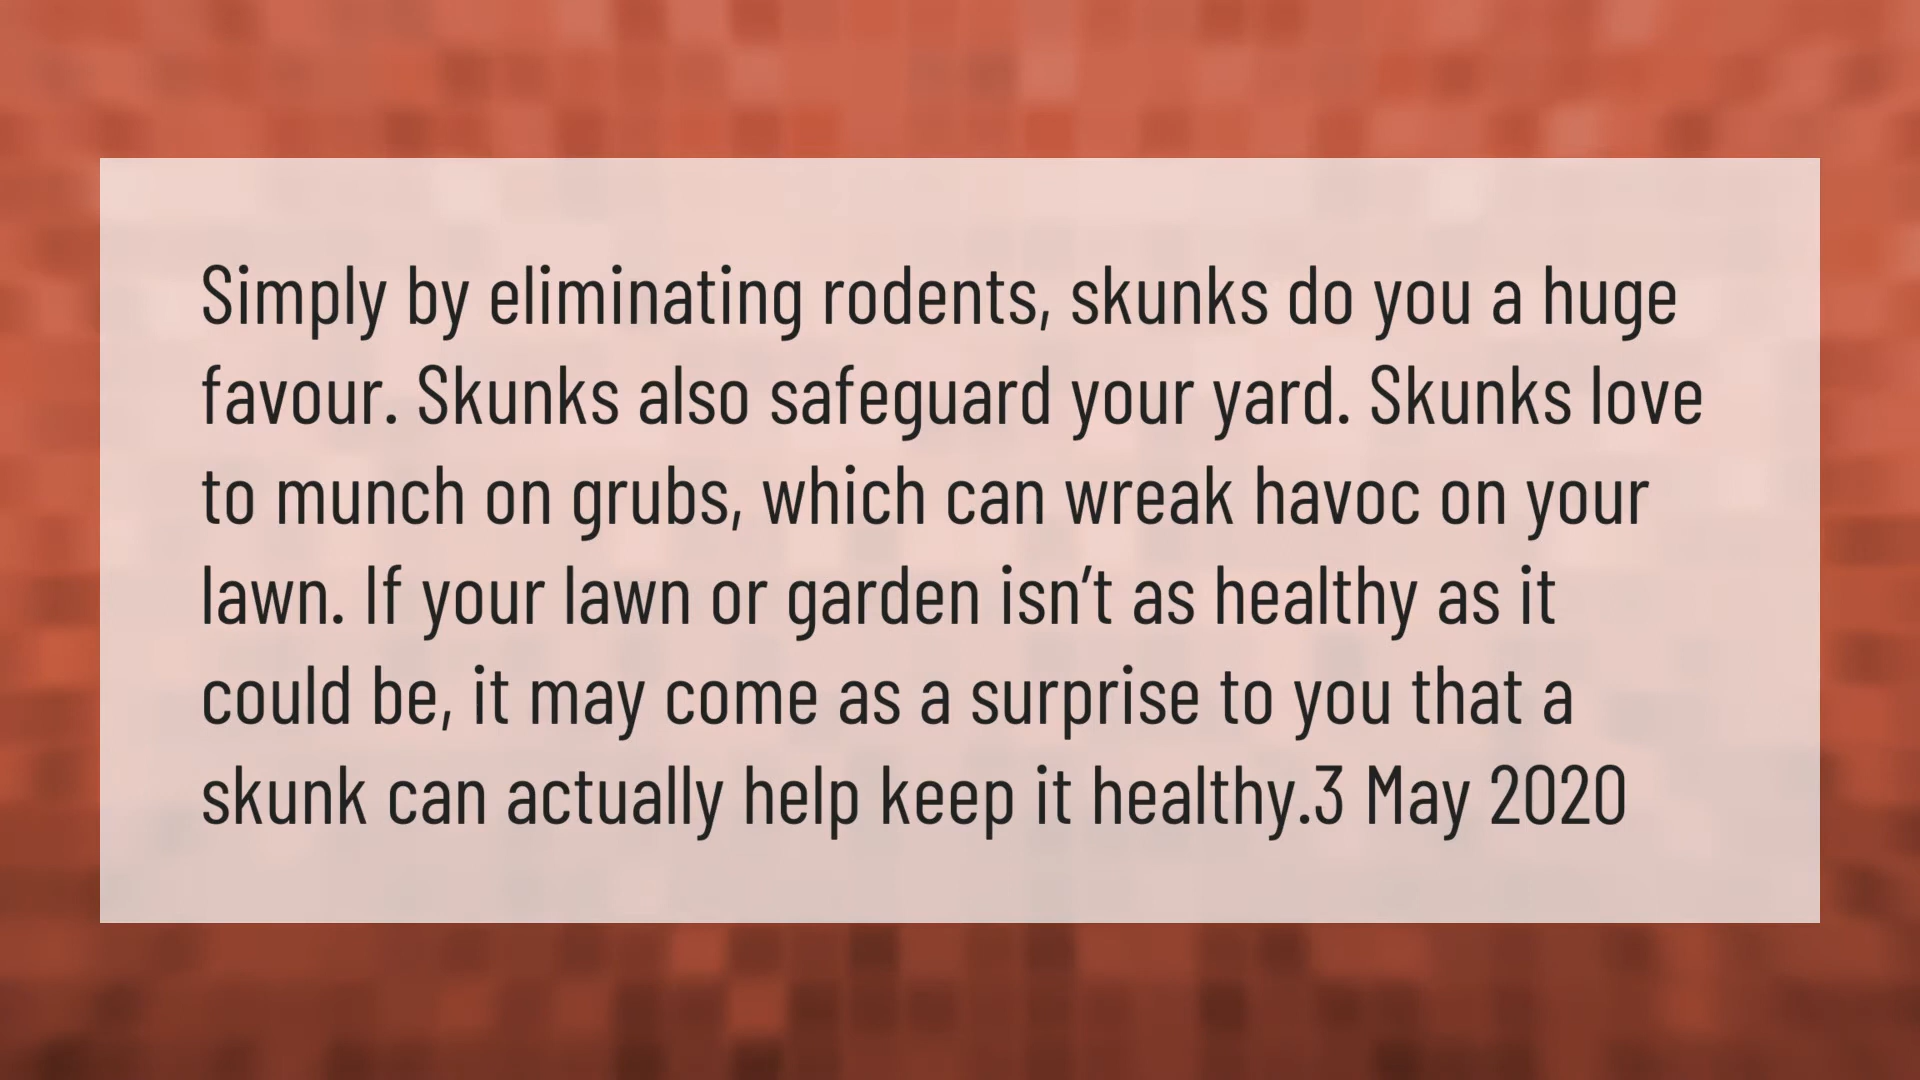 Simply by eliminating rodents, skunks do you a huge
favour. Skunks also safeguard your yard. Skunks love
to munch on grubs, which can wreak havoc on your
lawn. If your lawn or garden isn’t as healthy as it
could be, it may come as a surprise to you that a
skunk can actually help keep it healthy.3 May 2020